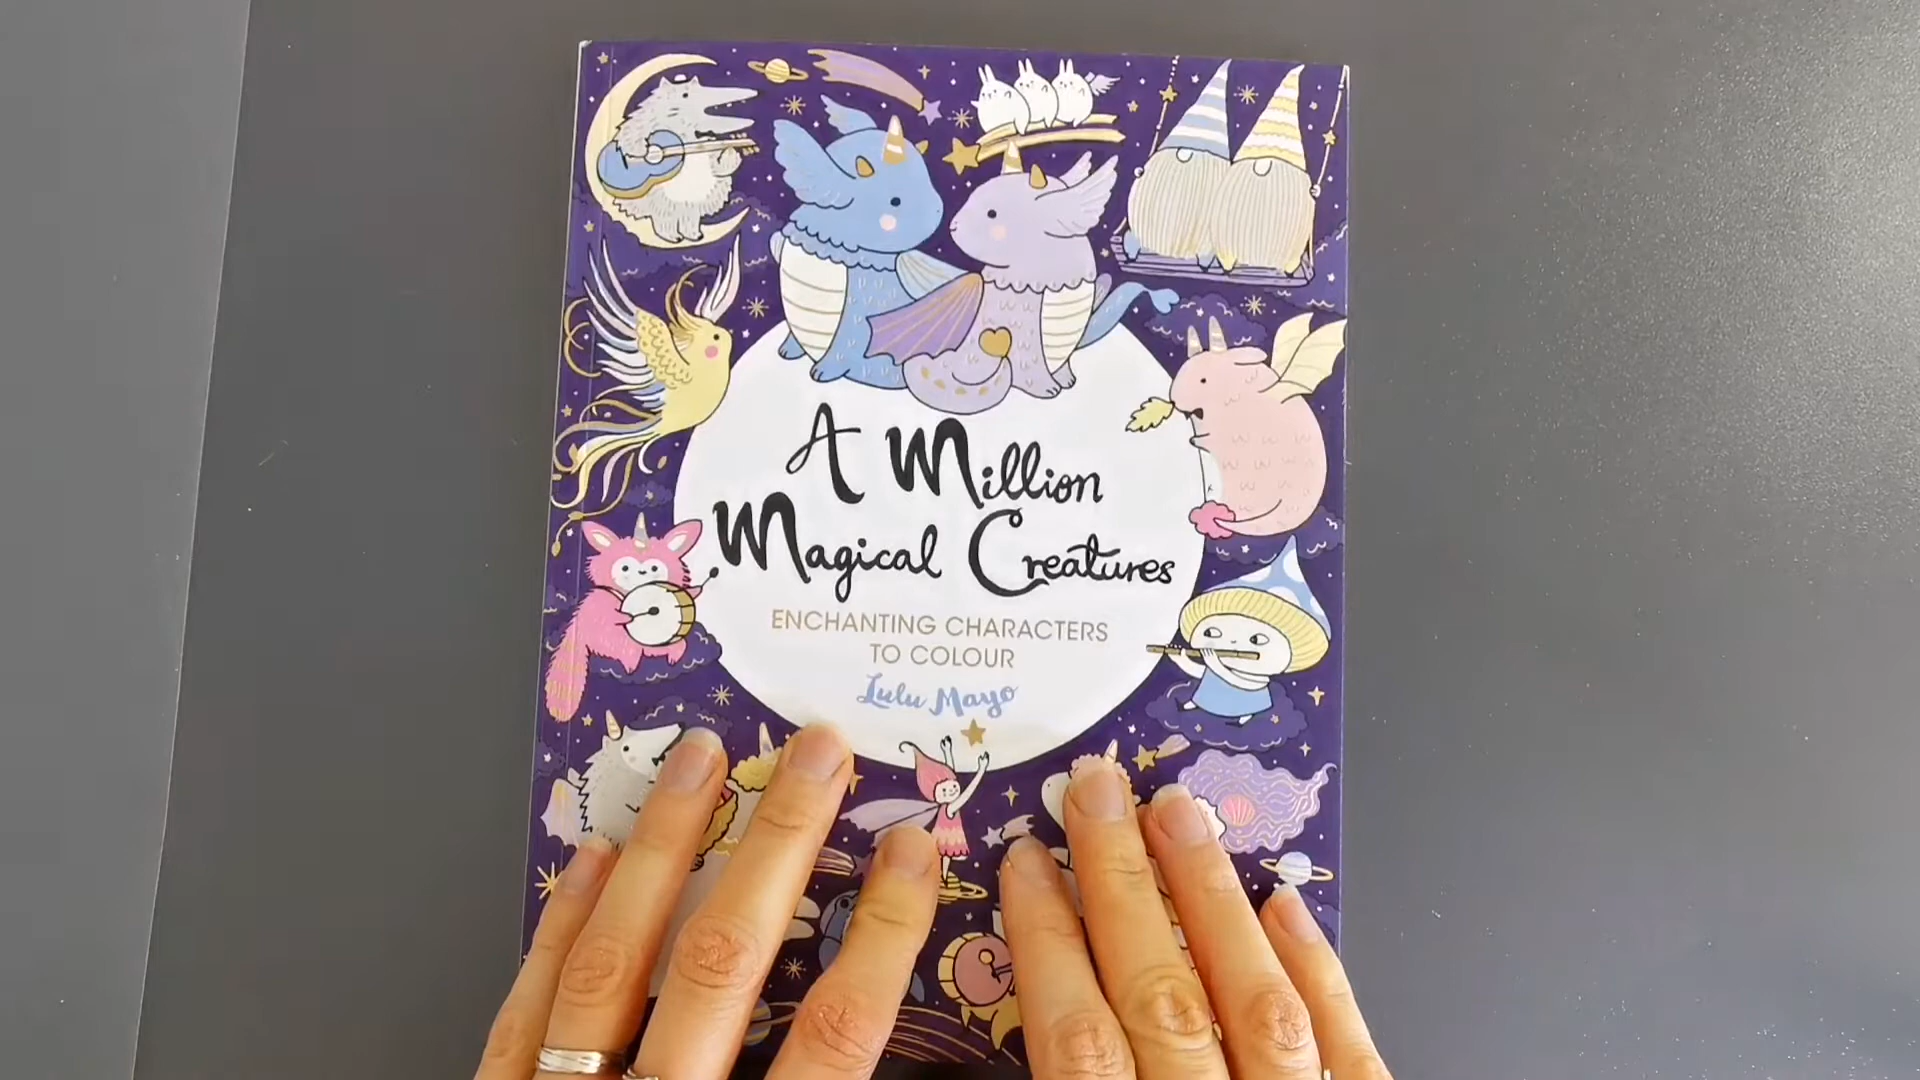 A Million
Magical Creatures
ENCHANTING CHARACTERS
TO COLOUR
Lulu Mayo